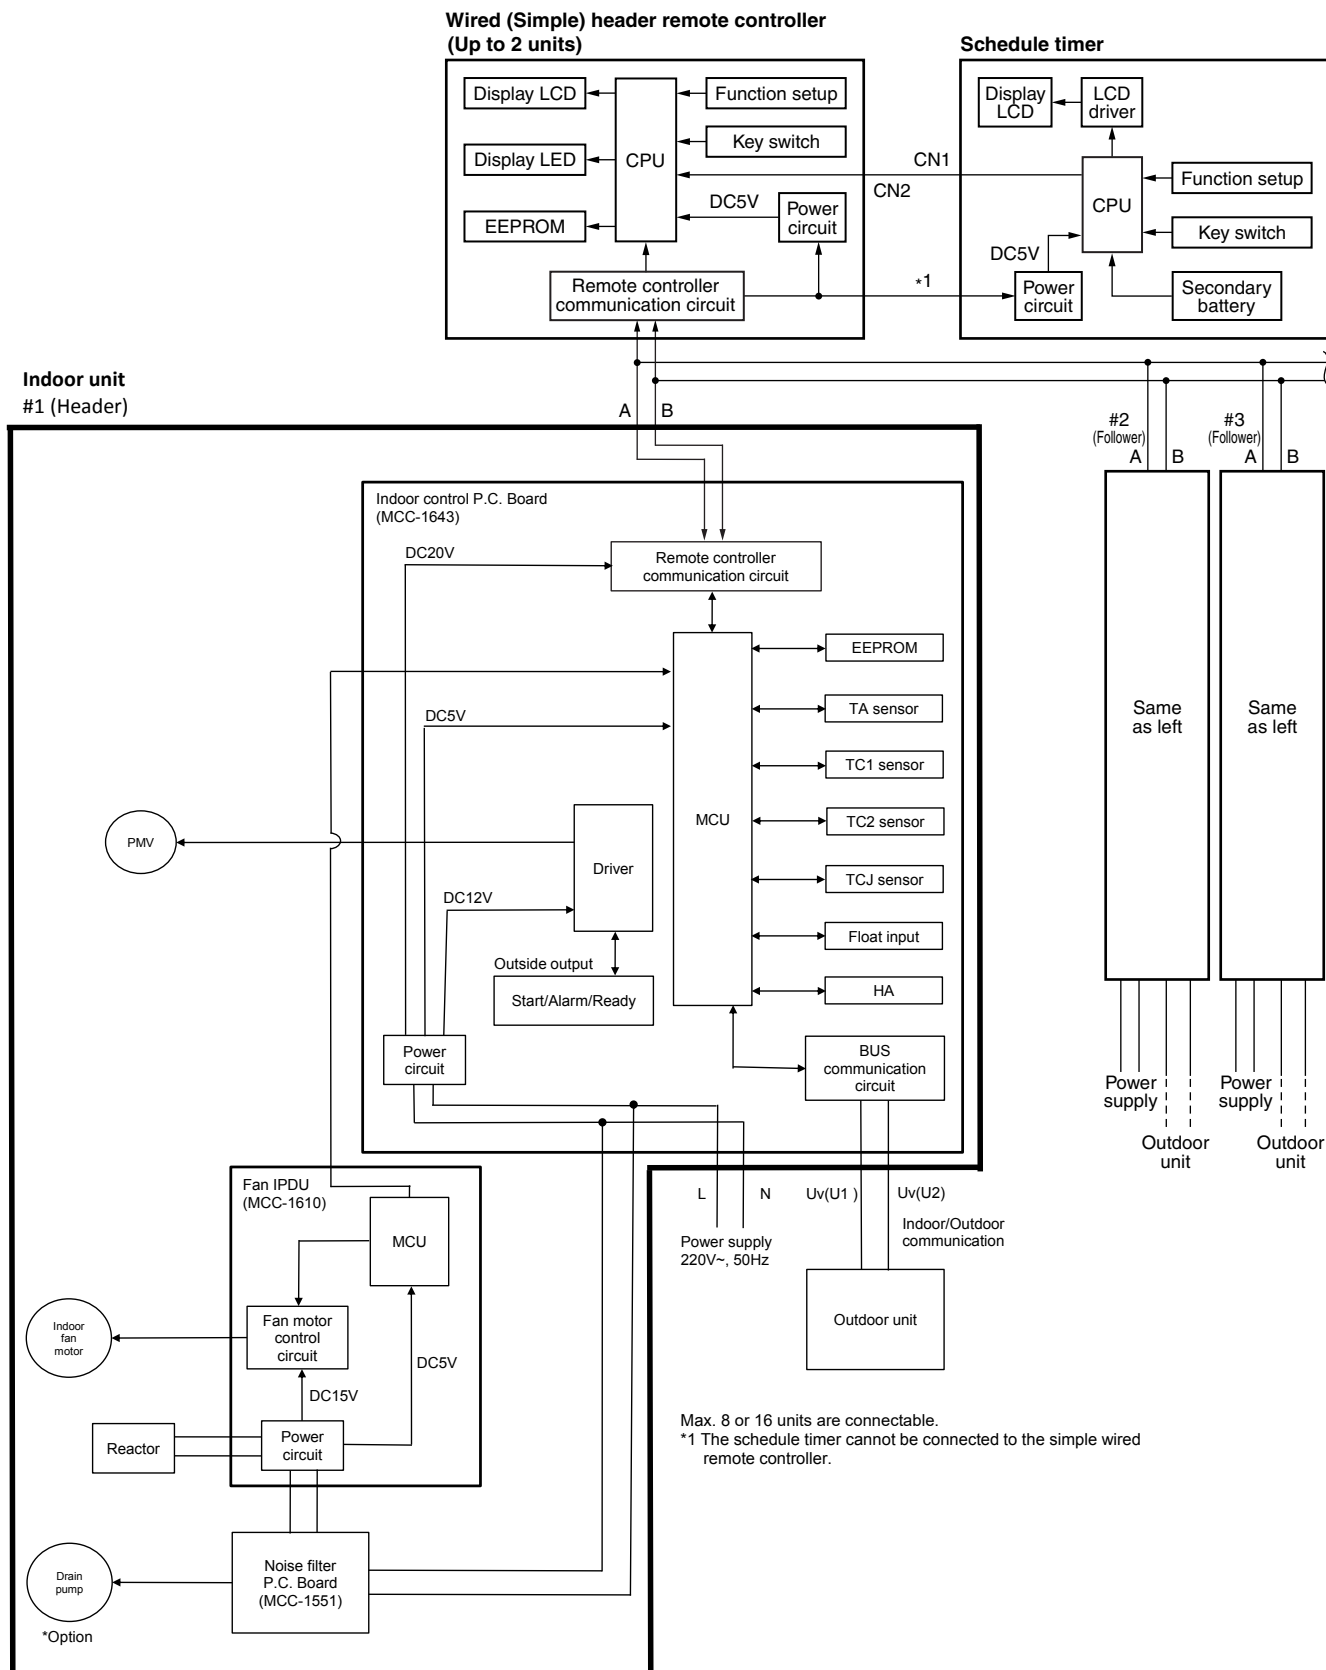 Wired (Simple) header remote controller
(Up to 2 units)
Schedule timer
Display LCD
CPU
Function setup
Key switch
Display LED
DC5V
Power
circuit
EEPROM
Remote controller
communication circuit
CN1
CN2
*1
Display
LCD
LCD
driver
CPU
Function setup
Key switch
DC5V
Power
circuit
Secondary
battery
Indoor unit
#1 (Header)
A
B
#2
(Follower)
A
B
#3
(Follower)
A
B
Indoor control P.C. Board
(MCC-1643)
DC20V
Remote controller
communication circuit
EEPROM
DC5V
TA sensor
TC1 sensor
MCU
TC2 sensor
TCJ sensor
Float input
HA
PMV
Driver
DC12V
Outside output
Start/Alarm/Ready
Power
circuit
BUS
communication
circuit
Same
as left
Same
as left
Power
supply
Outdoor
unit
Power
supply
Outdoor
unit
Fan IPDU
(MCC-1610)
MCU
L
N
Uv(U1 )
Uv(U2)
Power supply
220V~, 50Hz
Indoor/Outdoor
communication
Outdoor unit
Indoor
fan
motor
Fan motor
control
circuit
DC5V
DC15V
Reactor
Power
circuit
Max. 8 or 16 units are connectable.
*1 The schedule timer cannot be connected to the simple wired
remote controller.
Drain
pump
*Option
Noise filter
P.C. Board
(MCC-1551)